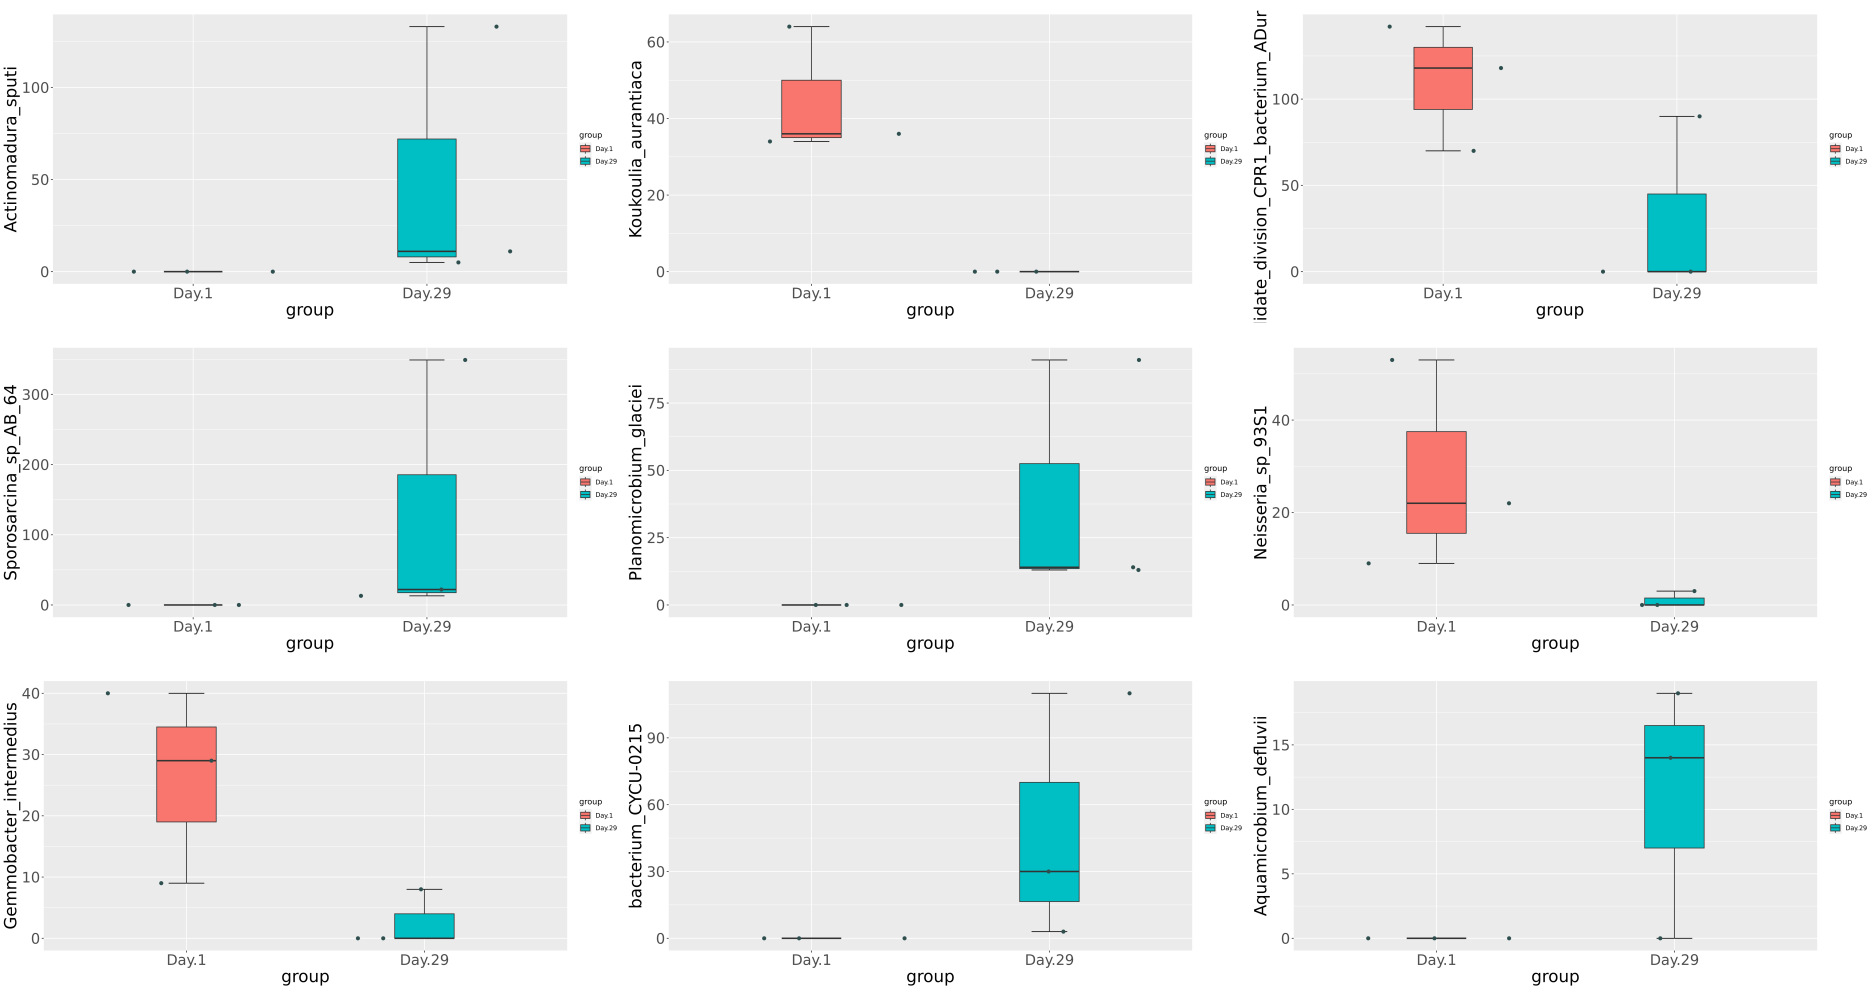 Actinomadura_sputi
100
50
0
Day.1
Day.29
group
group
Day.1
Day.29
Koukoulia_aurantiaca
60
40
20
0
Day.1
Day.29
group
group
Day.1
Day.29
idate_division_CPR1_bacterium_ADur
100
50
0
Day.1
Day.29
group
group
Day.1
Day.29
Sporosarcina_sp_AB_64
300
200
100
0
Day.1
Day.29
group
group
Day.1
Day.29
Planomicrobium_glaciei
75
50
25
0
Day.1
Day.29
group
group
Day.1
Day.29
Neisseria_sp_93S1
40
20
0
Day.1
Day.29
group
group
Day.1
Day.29
Gemmobacter_intermedius
40
30
20
10
0
Day.1
Day.29
group
group
Day.1
Day.29
bacterium_CYCU-0215
90
60
30
0
Day.1
Day.29
group
group
Day.1
Day.29
Aquamicrobium_defluvii
15
10
5
0
Day.1
Day.29
group
group
Day.1
Day.29